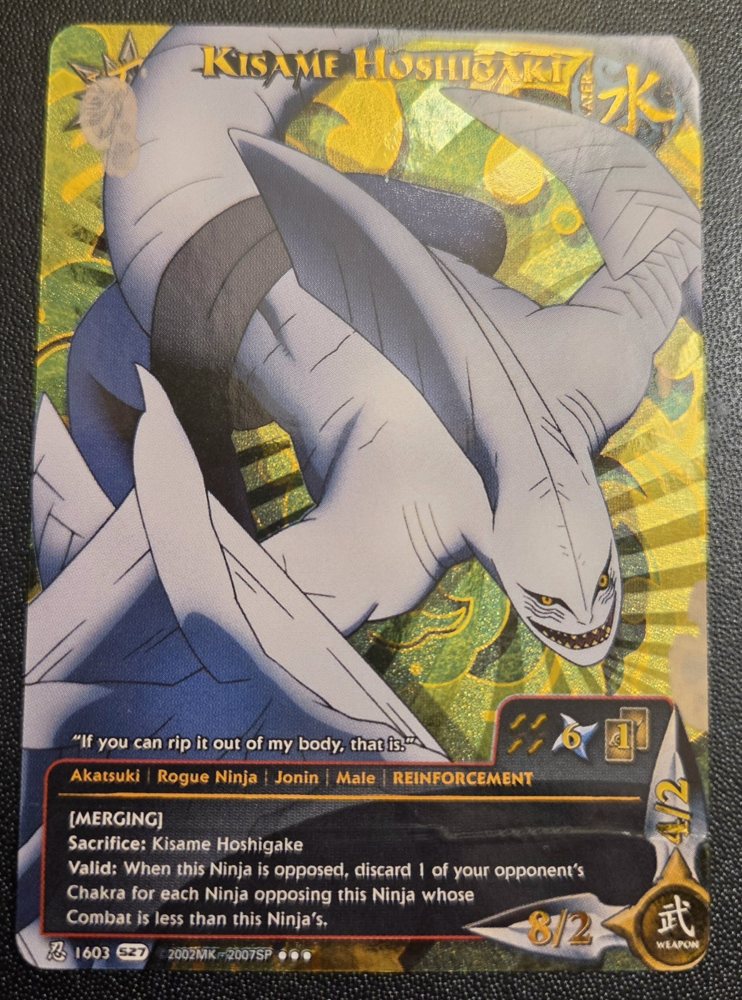 KISAME HOSHIGAKI
WATER
水
"If you can rip it out of my body, that is."
6
1
Akatsuki | Rogue Ninja | Jonin | Male | REINFORCEMENT
4/2
[MERGING]
Sacrifice: Kisame Hoshigake
Valid: When this Ninja is opposed, discard 1 of your opponent's
Chakra for each Ninja opposing this Ninja whose
Combat is less than this Ninja's.
8/2
武
WEAPON
忍 1603 S27 ©2002MK - 2007SP